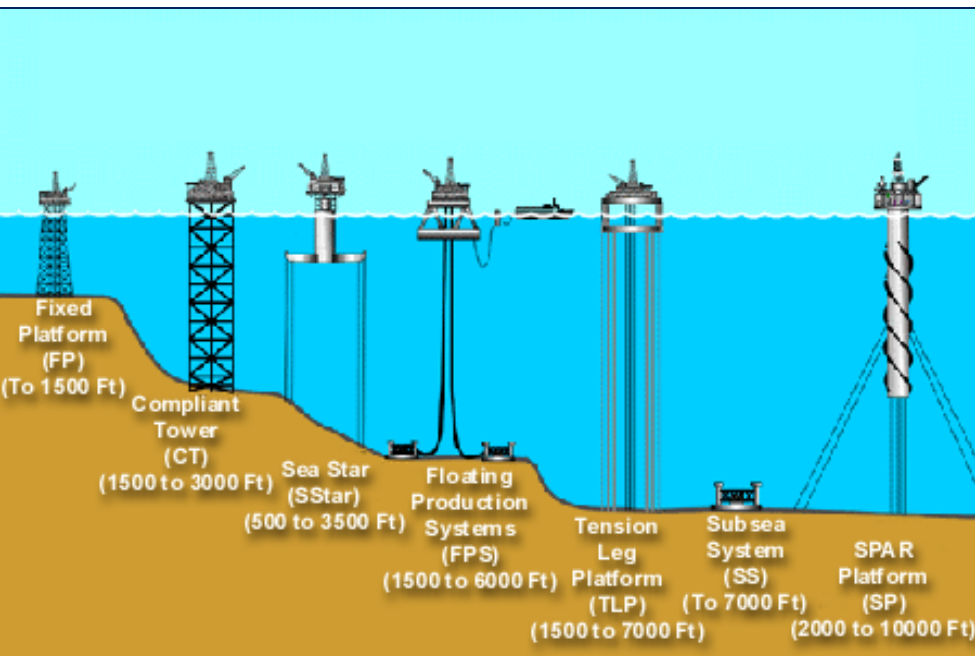 Fixed
Platform
(FP)
(To 1500 Ft)
Compliant
Tower
(CT)
(1500 to 3000 Ft)
Sea Star
(SStar)
(500 to 3500 Ft)
Floating
Production
Systems
(FPS)
(1500 to 6000 Ft)
Tension
Leg
Platform
(TLP)
(1500 to 7000 Ft)
Subsea
System
(SS)
(To 7000 Ft)
SPAR
Platform
(SP)
(2000 to 10000 Ft)